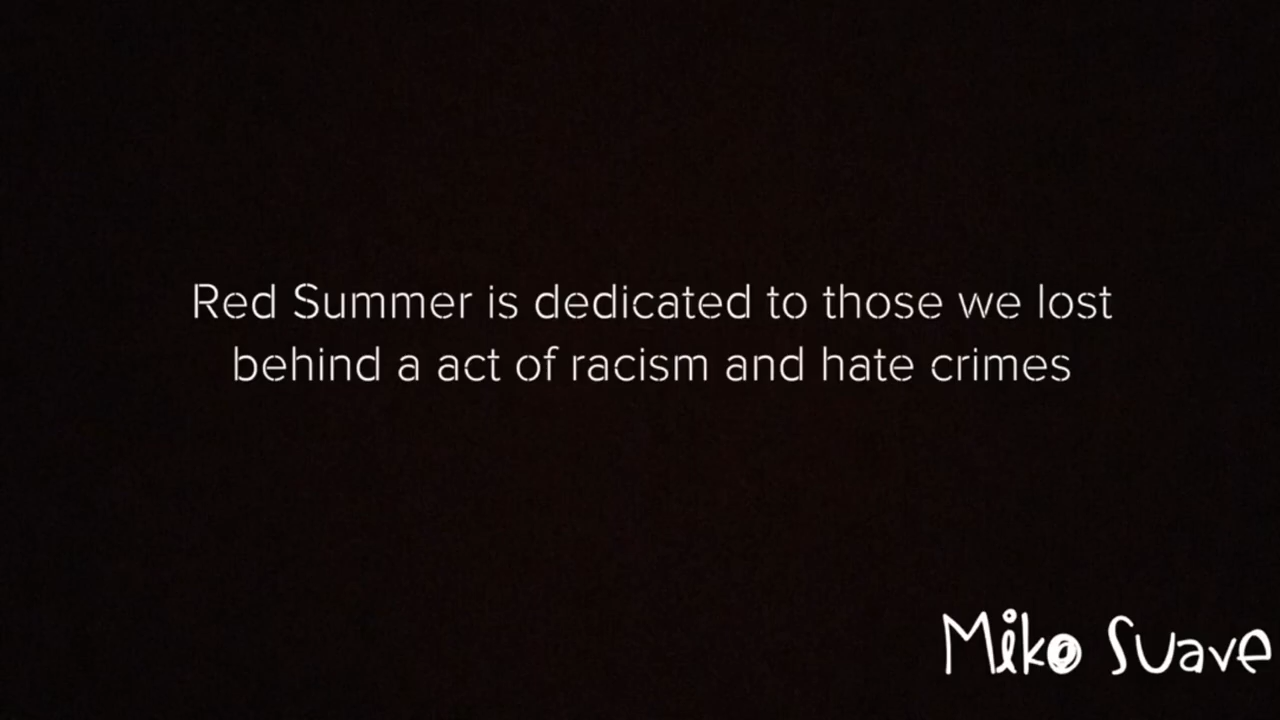 Red Summer is dedicated to those we lost
behind a act of racism and hate crimes
Miko Suave